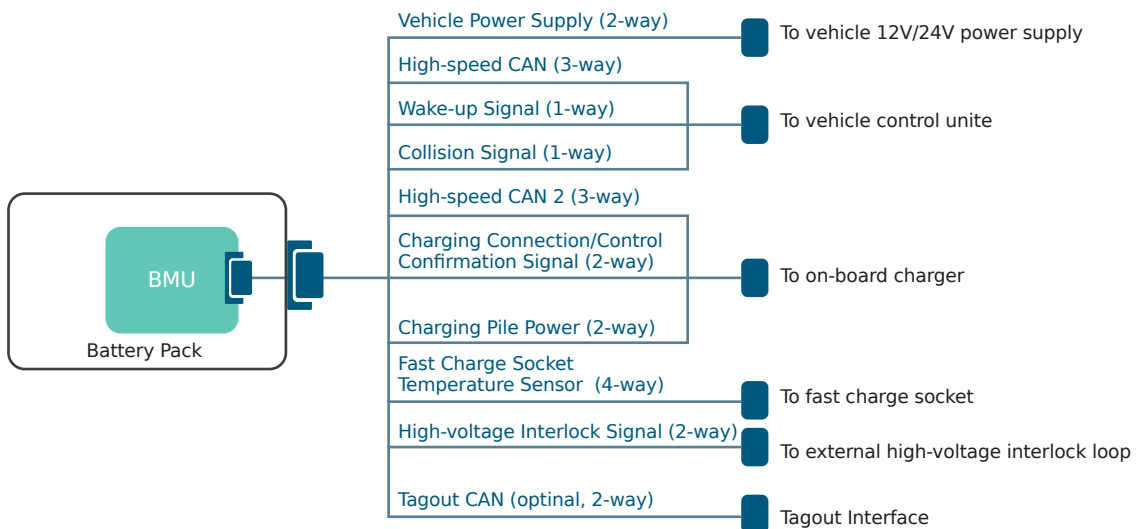 Vehicle Power Supply (2-way)
To vehicle 12V/24V power supply
High-speed CAN (3-way)
Wake-up Signal (1-way)
To vehicle control unite
Collision Signal (1-way)
High-speed CAN 2 (3-way)
Charging Connection/Control
Confirmation Signal (2-way)
To on-board charger
BMU
Charging Pile Power (2-way)
Battery Pack
Fast Charge Socket
Temperature Sensor (4-way)
To fast charge socket
High-voltage Interlock Signal (2-way)
To external high-voltage interlock loop
Tagout CAN (optinal, 2-way)
Tagout Interface